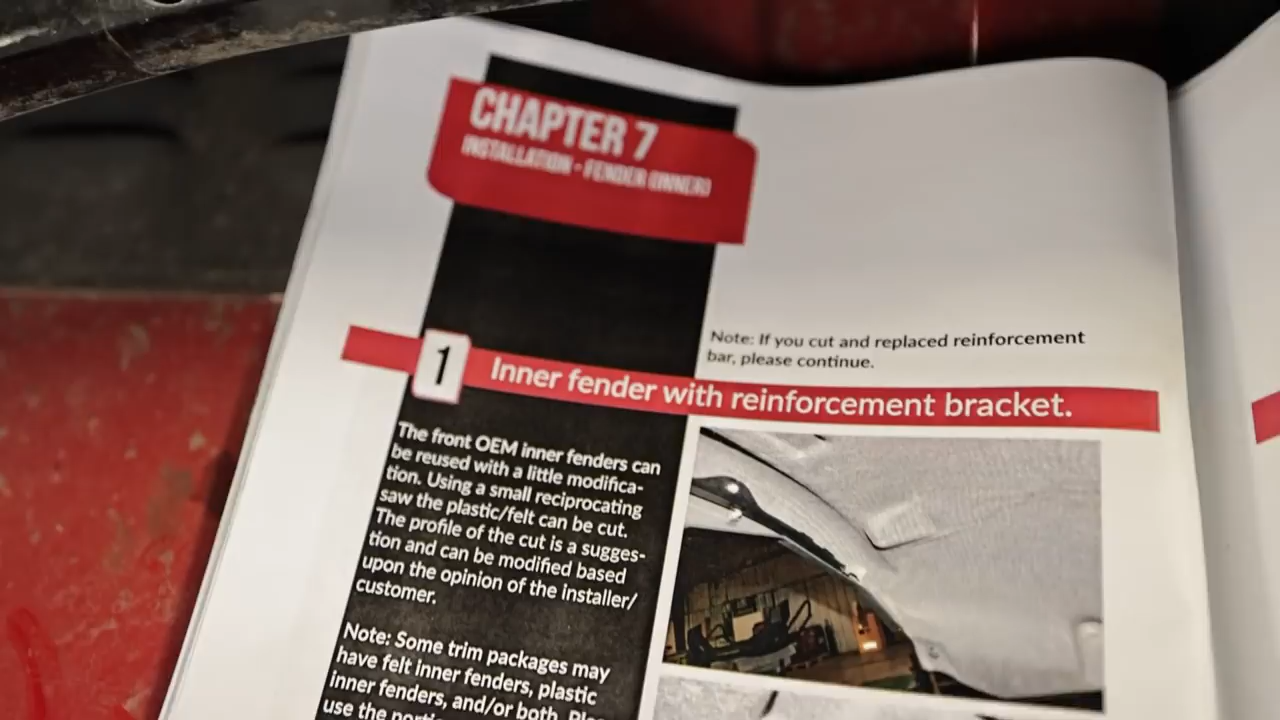 CHAPTER 7
INSTALLATION - FENDER (INNER)
Note: If you cut and replaced reinforcement
bar, please continue.
1 Inner fender with reinforcement bracket.
The front OEM inner fenders can
be reused with a little modifica-
tion. Using a small reciprocating
saw the plastic/felt can be cut.
The profile of the cut is a sugges-
tion and can be modified based
upon the opinion of the installer/
customer.
Note: Some trim packages may
have felt inner fenders, plastic
inner fenders, and/or both.
use the